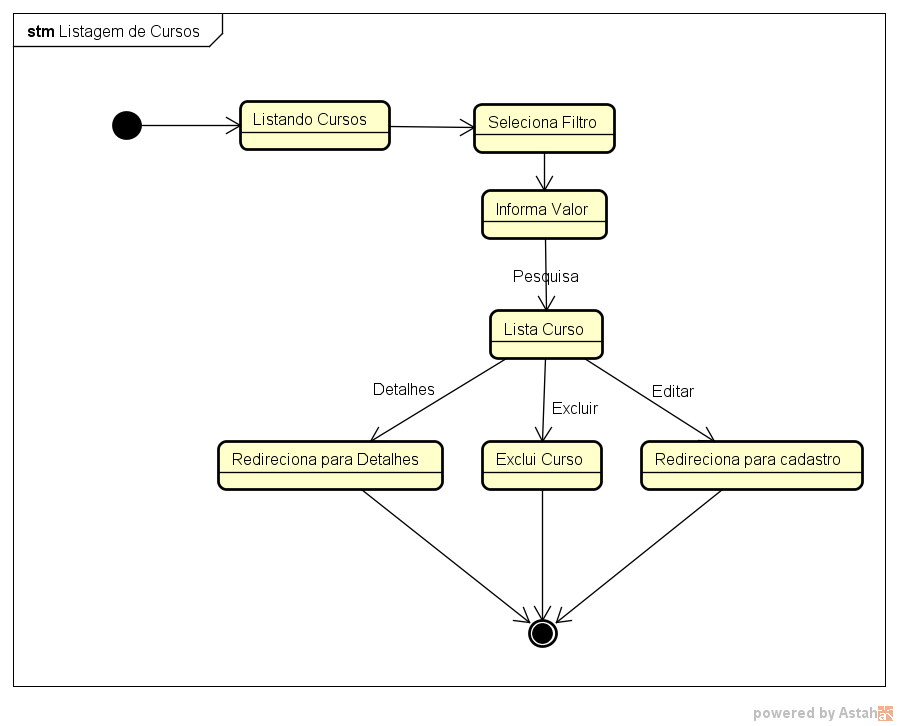 stm Listagem de Cursos
Listando Cursos
Seleciona Filtro
Informa Valor
Pesquisa
Lista Curso
Detalhes
Excluir
Editar
Redireciona para Detalhes
Exclui Curso
Redireciona para cadastro
powered by Astah